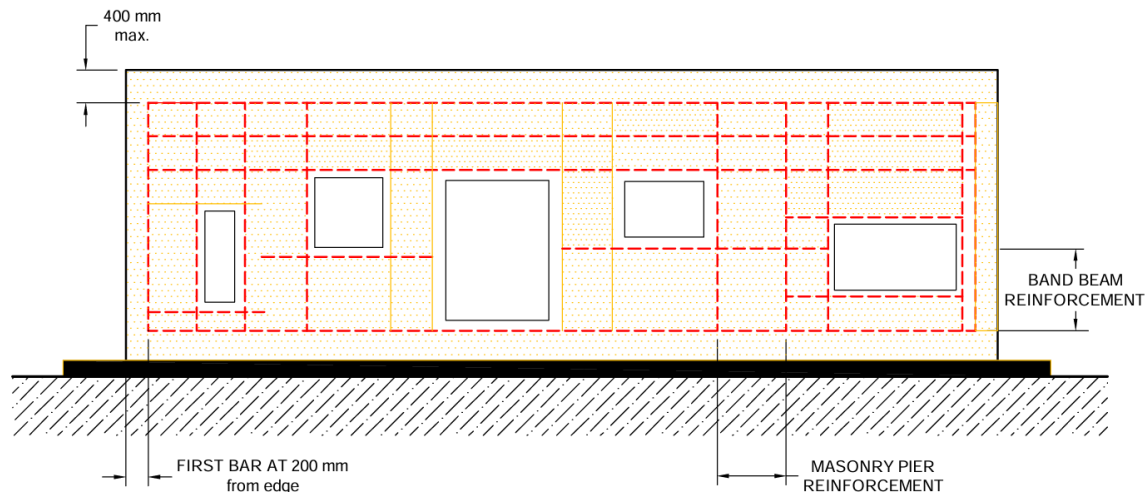 400 mm
max.
BAND BEAM
REINFORCEMENT
FIRST BAR AT 200 mm
from edge
MASONRY PIER
REINFORCEMENT